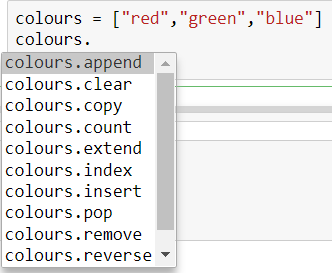 colours = ["red","green","blue"]
colours.
colours.append
colours.clear
colours.copy
colours.count
colours.extend
colours.index
colours.insert
colours.pop
colours.remove
colours.reverse